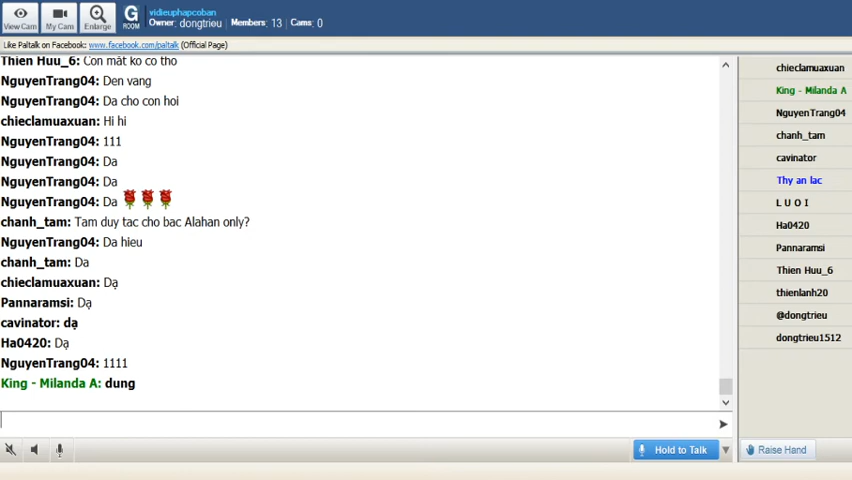 vidieuphapcoban
Owner: dongtrieu Members: 13 Cams: 0
View Cam My Cam Enlarge G ROOM
Like Paltalk on Facebook: www.facebook.com/paltalk (Official Page)
Thien Huu_6: Con mat ko co tho
NguyenTrang04: Den vang
NguyenTrang04: Da cho con hoi
chieclamuaxuan: Hi hi
NguyenTrang04: 111
NguyenTrang04: Da
NguyenTrang04: Da
NguyenTrang04: Da
chanh_tam: Tam duy tac cho bac Alahan only?
NguyenTrang04: Da hieu
chanh_tam: Da
chieclamuaxuan: Dạ
Pannaramsi: Dạ
cavinator: dạ
Ha0420: Dạ
NguyenTrang04: 1111
King - Milanda A: dung
Hold to Talk
chieclamuaxuan
King - Milanda A
NguyenTrang04
chanh_tam
cavinator
Thy an lac
L U O I
Ha0420
Pannaramsi
Thien Huu_6
thienlanh20
@dongtrieu
dongtrieu1512
Raise Hand